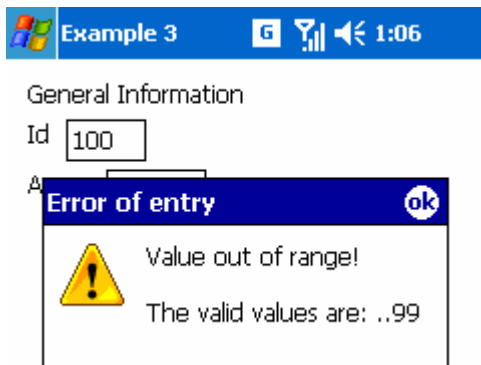 Example 3 G 1:06
General Information
Id 100
A
Error of entry ok
Value out of range!
The valid values are: ..99